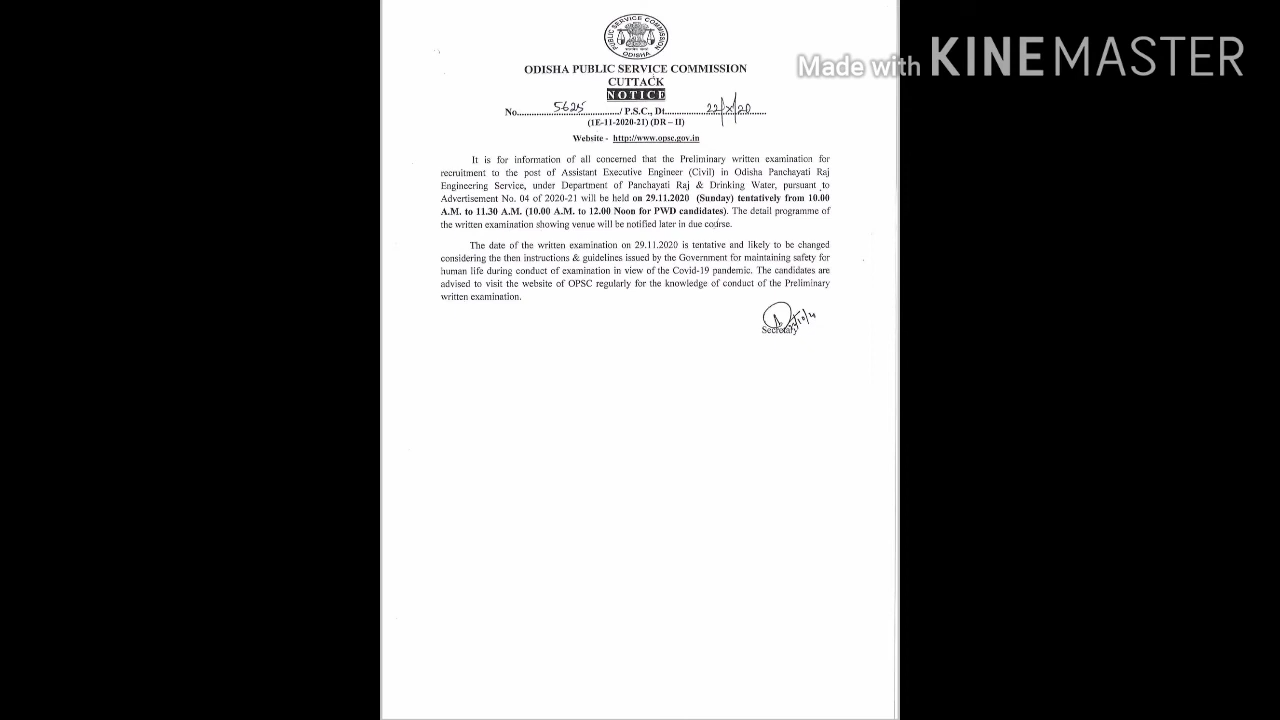 PUBLIC SERVICE COMMISSION
ODISHA
Made with KINEMASTER
ODISHA PUBLIC SERVICE COMMISSION
CUTTACK
NOTICE
No. 5625 / P.S.C., Dt. 22/X/20
(1E-11-2020-21) (DR – II)
Website - http://www.opsc.gov.in
It is for information of all concerned that the Preliminary written examination for
recruitment to the post of Assistant Executive Engineer (Civil) in Odisha Panchayati Raj
Engineering Service, under Department of Panchayati Raj & Drinking Water, pursuant to
Advertisement No. 04 of 2020-21 will be held on 29.11.2020 (Sunday) tentatively from 10.00
A.M. to 11.30 A.M. (10.00 A.M. to 12.00 Noon for PWD candidates). The detail programme of
the written examination showing venue will be notified later in due course.
The date of the written examination on 29.11.2020 is tentative and likely to be changed
considering the then instructions & guidelines issued by the Government for maintaining safety for
human life during conduct of examination in view of the Covid-19 pandemic. The candidates are
advised to visit the website of OPSC regularly for the knowledge of conduct of the Preliminary
written examination.
Secretary